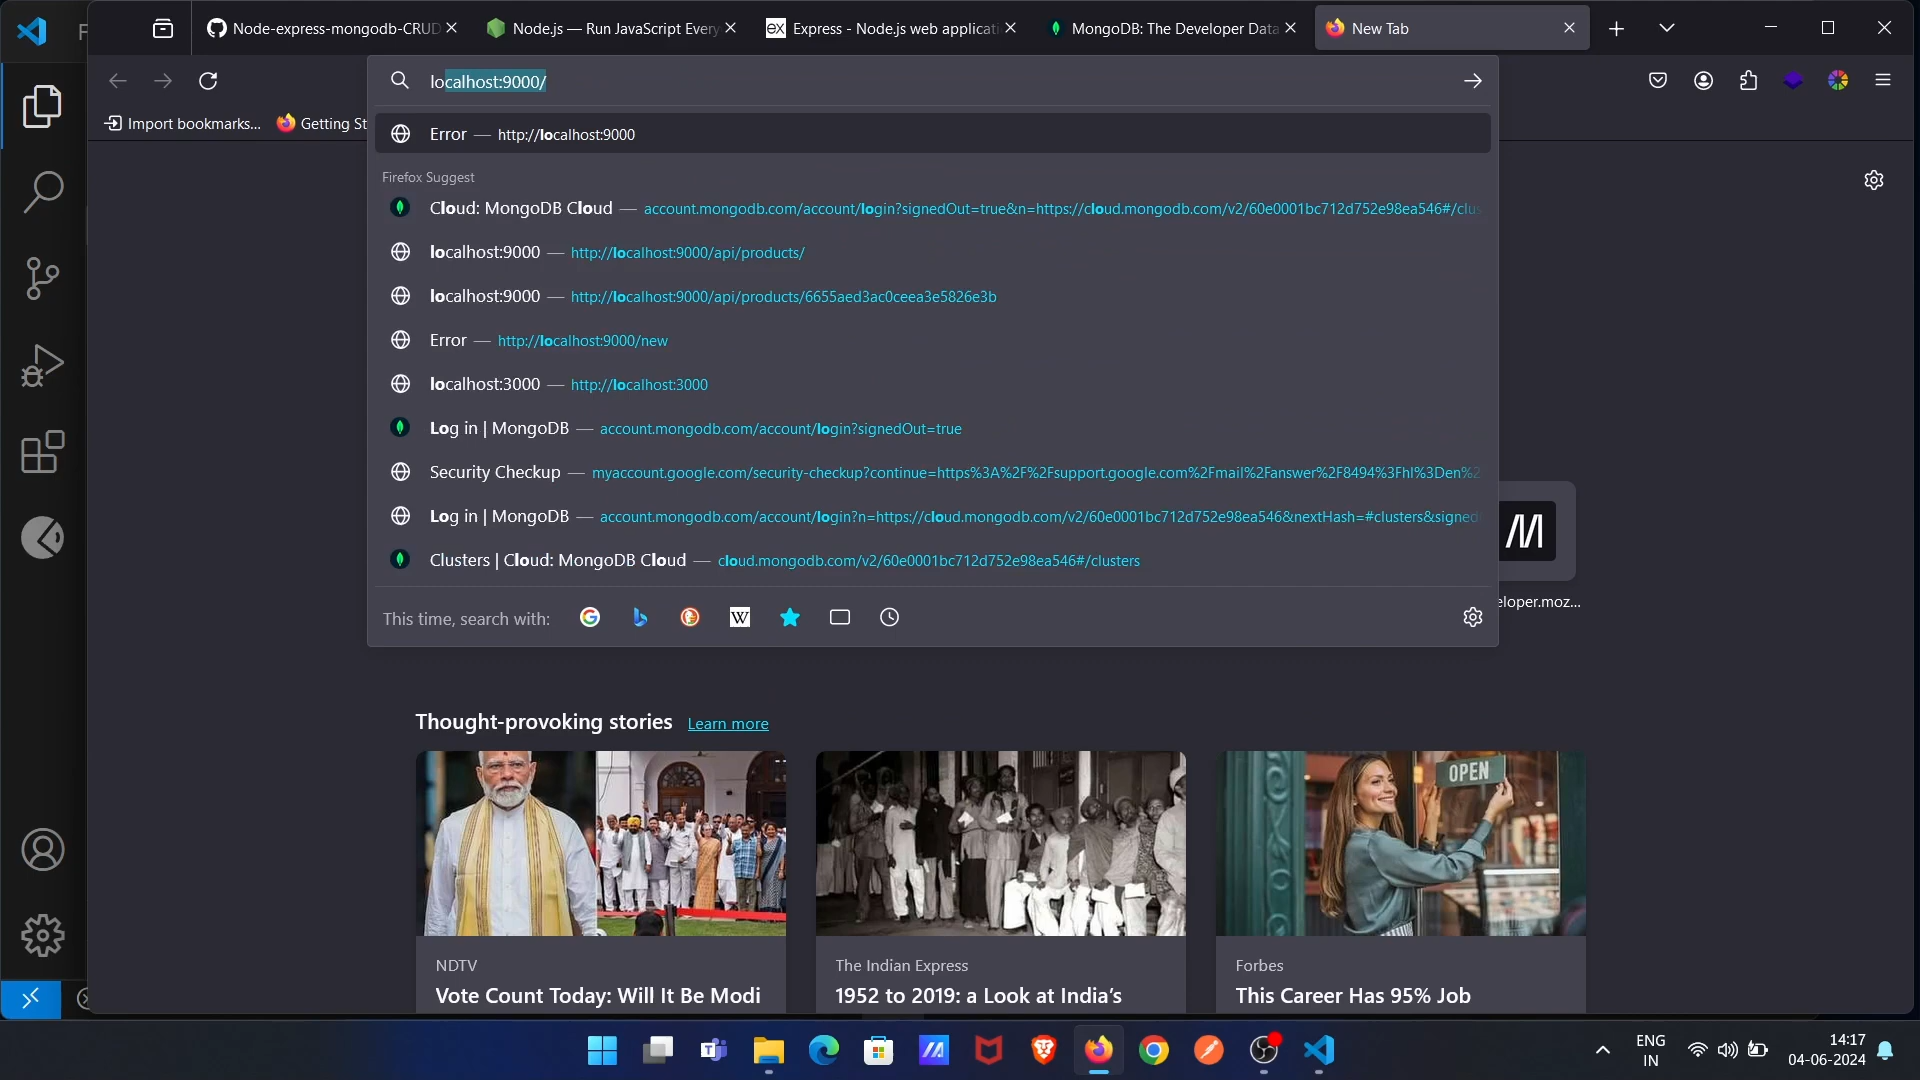 F
Node-express-mongodb-CRUD
Node.js — Run JavaScript Every
ex Express - Node.js web applicati
MongoDB: The Developer Data
New Tab
localhost:9000/
Import bookmarks...
Getting St
Error — http://localhost:9000
Firefox Suggest
Cloud: MongoDB Cloud — account.mongodb.com/account/login?signedOut=true&n=https://cloud.mongodb.com/v2/60e0001bc712d752e98ea546#/clus
localhost:9000 — http://localhost:9000/api/products/
localhost:9000 — http://localhost:9000/api/products/6655aed3ac0ceea3e5826e3b
Error — http://localhost:9000/new
localhost:3000 — http://localhost:3000
Log in | MongoDB — account.mongodb.com/account/login?signedOut=true
Security Checkup — myaccount.google.com/security-checkup?continue=https%3A%2F%2Fsupport.google.com%2Fmail%2Fanswer%2F8494%3Fhl%3Den%2
Log in | MongoDB — account.mongodb.com/account/login?n=https://cloud.mongodb.com/v2/60e0001bc712d752e98ea546&nextHash=#clusters&signed
Clusters | Cloud: MongoDB Cloud — cloud.mongodb.com/v2/60e0001bc712d752e98ea546#/clusters
eloper.moz...
This time, search with:
W
Thought-provoking stories Learn more
OPEN
NDTV
Vote Count Today: Will It Be Modi
The Indian Express
1952 to 2019: a Look at India’s
Forbes
This Career Has 95% Job
ENG
IN
14:17
04-06-2024